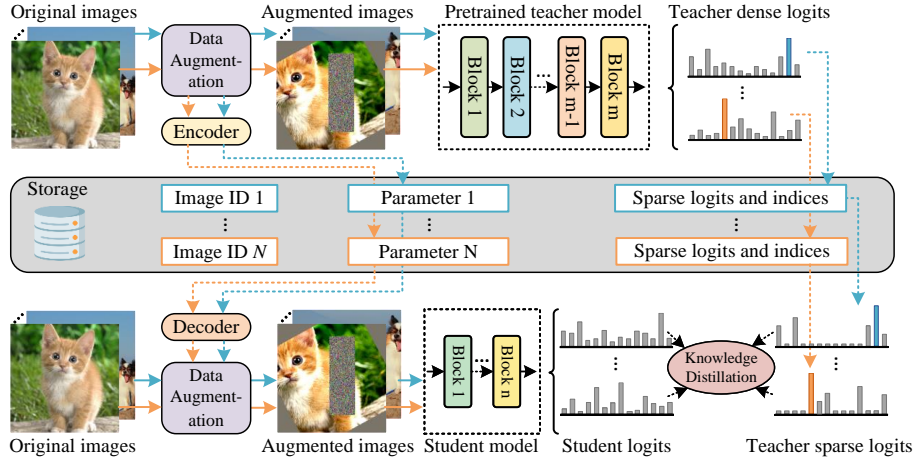 Original images
Augmented images
Pretrained teacher model
Teacher dense logits
Data
Augment-
ation
Encoder
Block 1
Block 2
Block m-1
Block m
Storage
Image ID 1
Parameter 1
Sparse logits and indices
Image ID N
Parameter N
Sparse logits and indices
Decoder
Data
Augment-
ation
Block 1
Block n
Knowledge
Distillation
Original images
Augmented images
Student model
Student logits
Teacher sparse logits